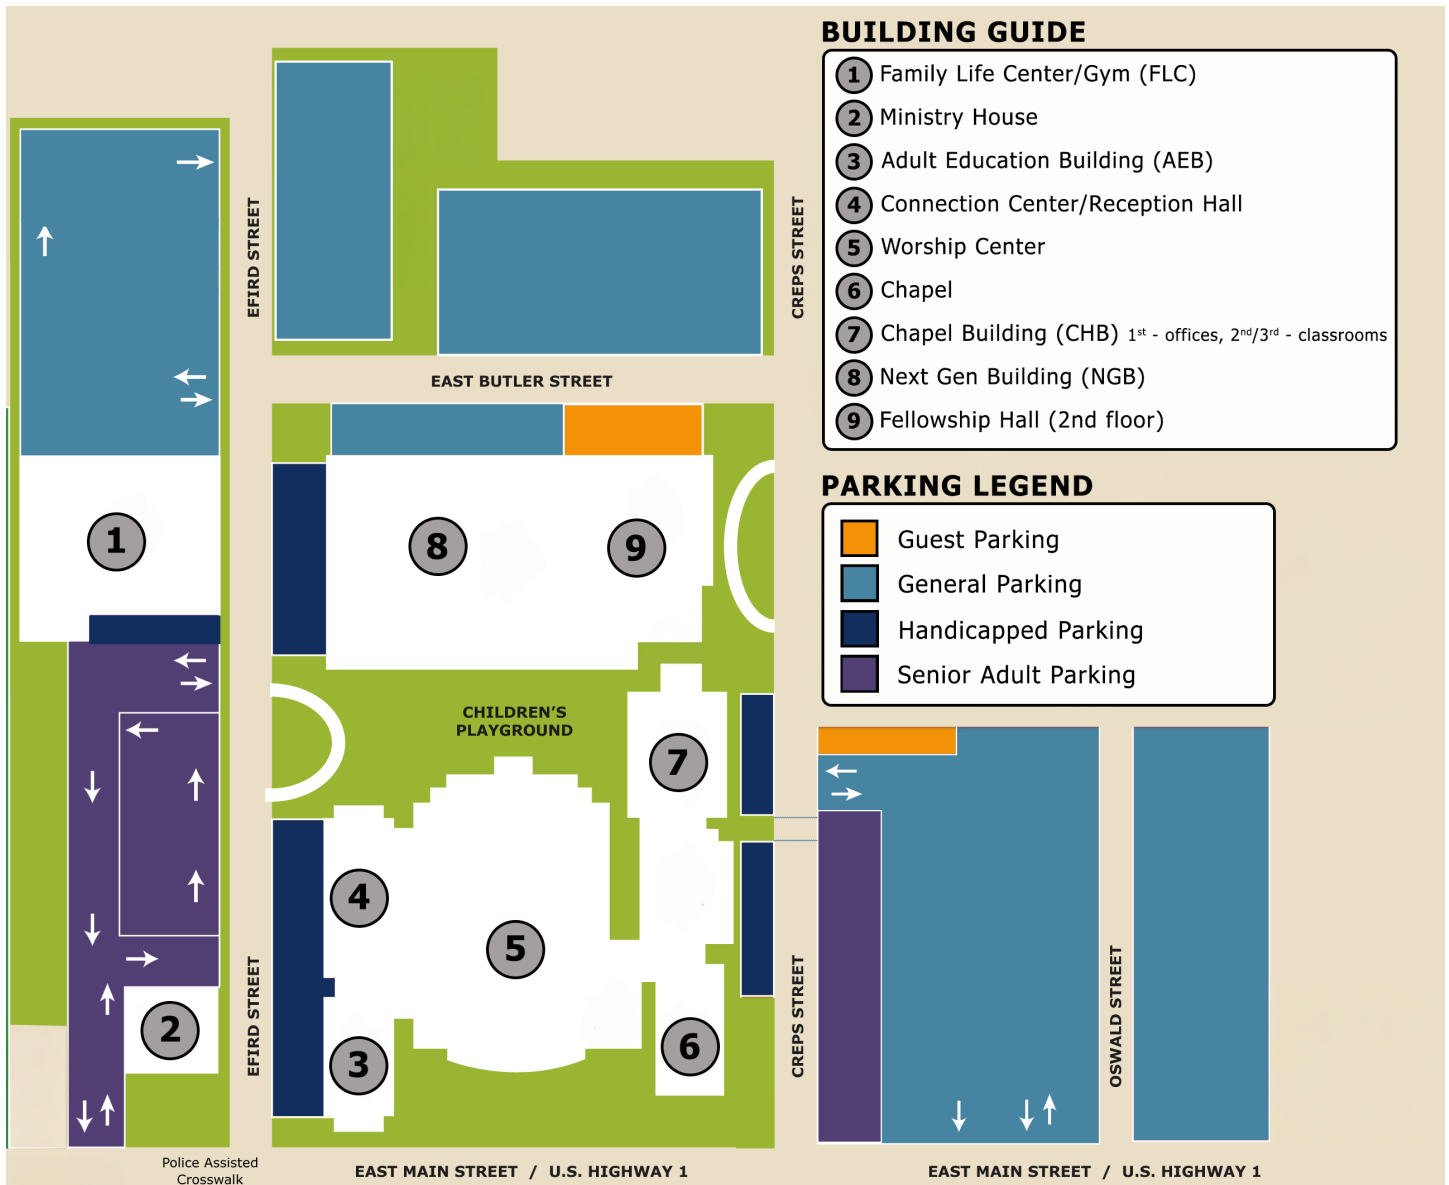 BUILDING GUIDE
1 Family Life Center/Gym (FLC)
2 Ministry House
3 Adult Education Building (AEB)
4 Connection Center/Reception Hall
5 Worship Center
6 Chapel
7 Chapel Building (CHB) 1st - offices, 2nd/3rd - classrooms
8 Next Gen Building (NGB)
9 Fellowship Hall (2nd floor)
PARKING LEGEND
Guest Parking
General Parking
Handicapped Parking
Senior Adult Parking
EFIRD STREET
CREPS STREET
EAST BUTLER STREET
1
8
9
CHILDREN'S
PLAYGROUND
7
4
5
2
3
6
EFIRD STREET
CREPS STREET
OSWALD STREET
Police Assisted
Crosswalk
EAST MAIN STREET / U.S. HIGHWAY 1
EAST MAIN STREET / U.S. HIGHWAY 1